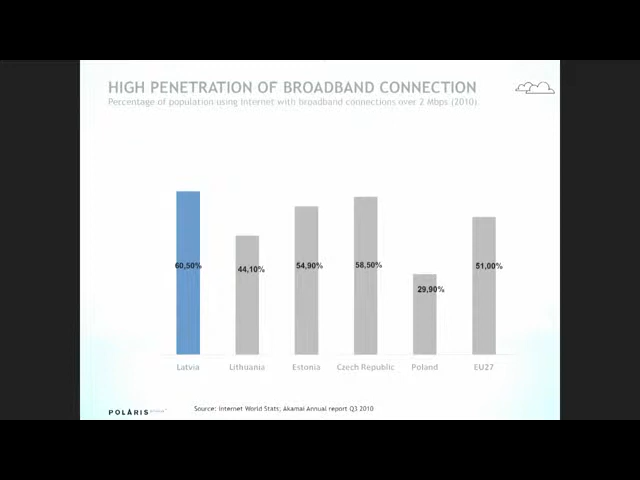 HIGH PENETRATION OF BROADBAND CONNECTION
Percentage of population using Internet with broadband connections over 2 Mbps (2010)
60,50%
44,10%
54,90%
58,50%
29,90%
51,00%
Latvia Lithuania Estonia Czech Republic Poland EU27
POLARIS
Source: Internet World Stats; Akamai Annual report Q3 2010